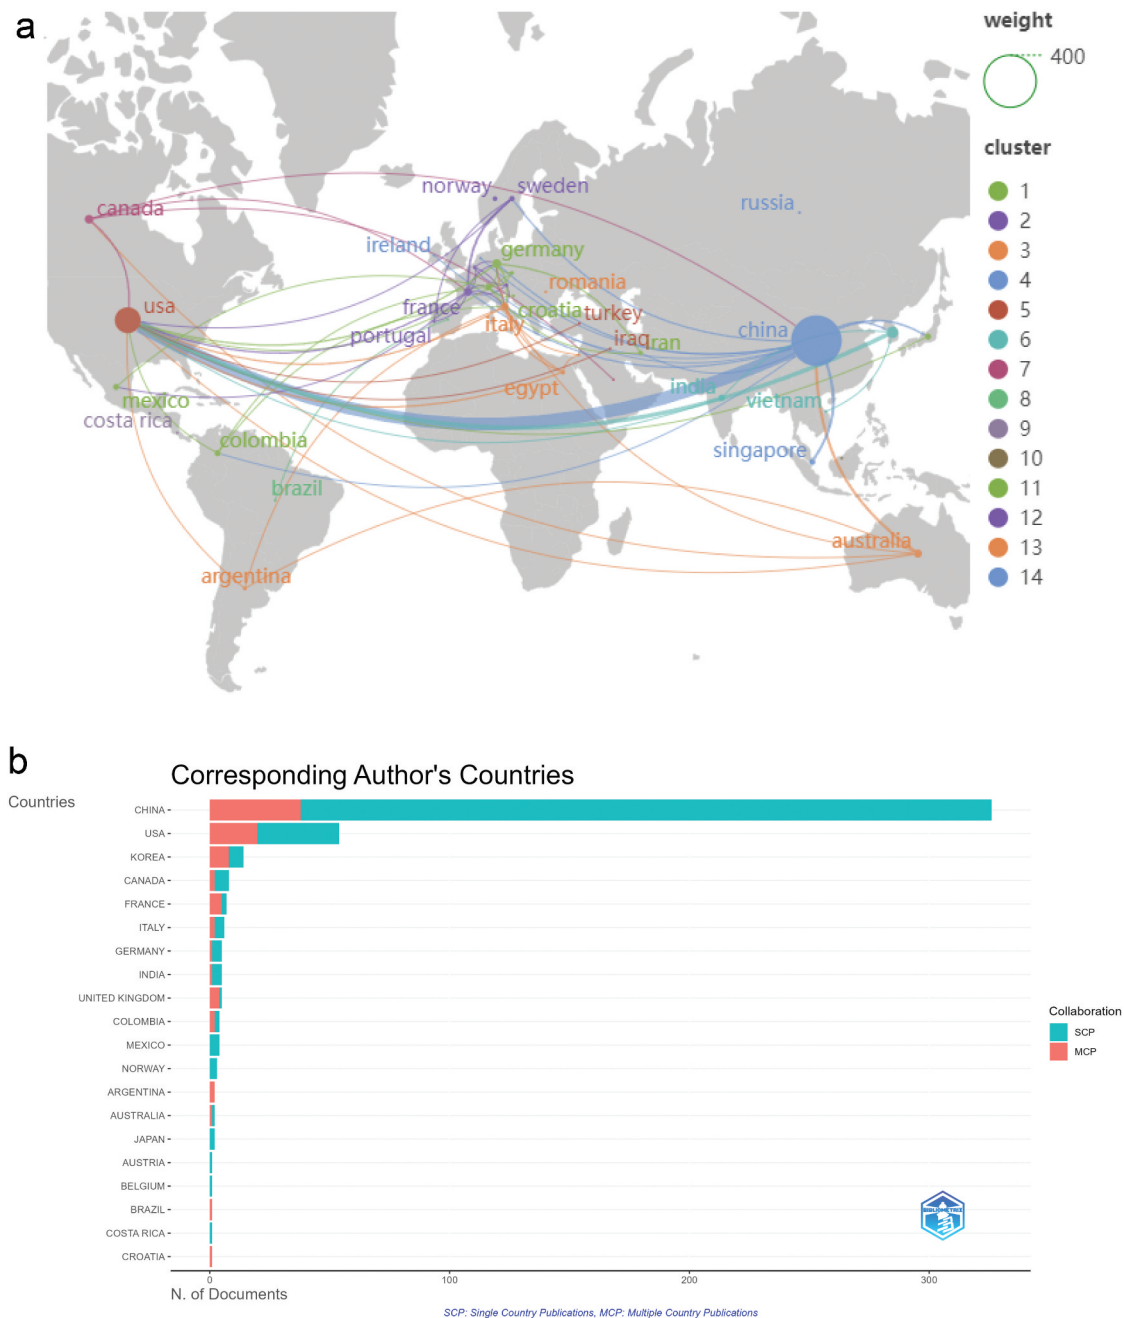 a
weight
400
cluster
1
2
3
4
5
6
7
8
9
10
11
12
13
14
norway
sweden
russia
canada
ireland
germany
romania
usa
france
croatia
turkey
italy
portugal
iraq
iran
china
egypt
india
vietnam
mexico
costa rica
colombia
singapore
brazil
australia
argentina
b
Corresponding Author's Countries
Countries
CHINA
USA
KOREA
CANADA
FRANCE
ITALY
GERMANY
INDIA
UNITED KINGDOM
COLOMBIA
MEXICO
NORWAY
ARGENTINA
AUSTRALIA
JAPAN
AUSTRIA
BELGIUM
BRAZIL
COSTA RICA
CROATIA
Collaboration
SCP
MCP
BIBLIOMETRIX
0
100
200
300
N. of Documents
SCP: Single Country Publications, MCP: Multiple Country Publications